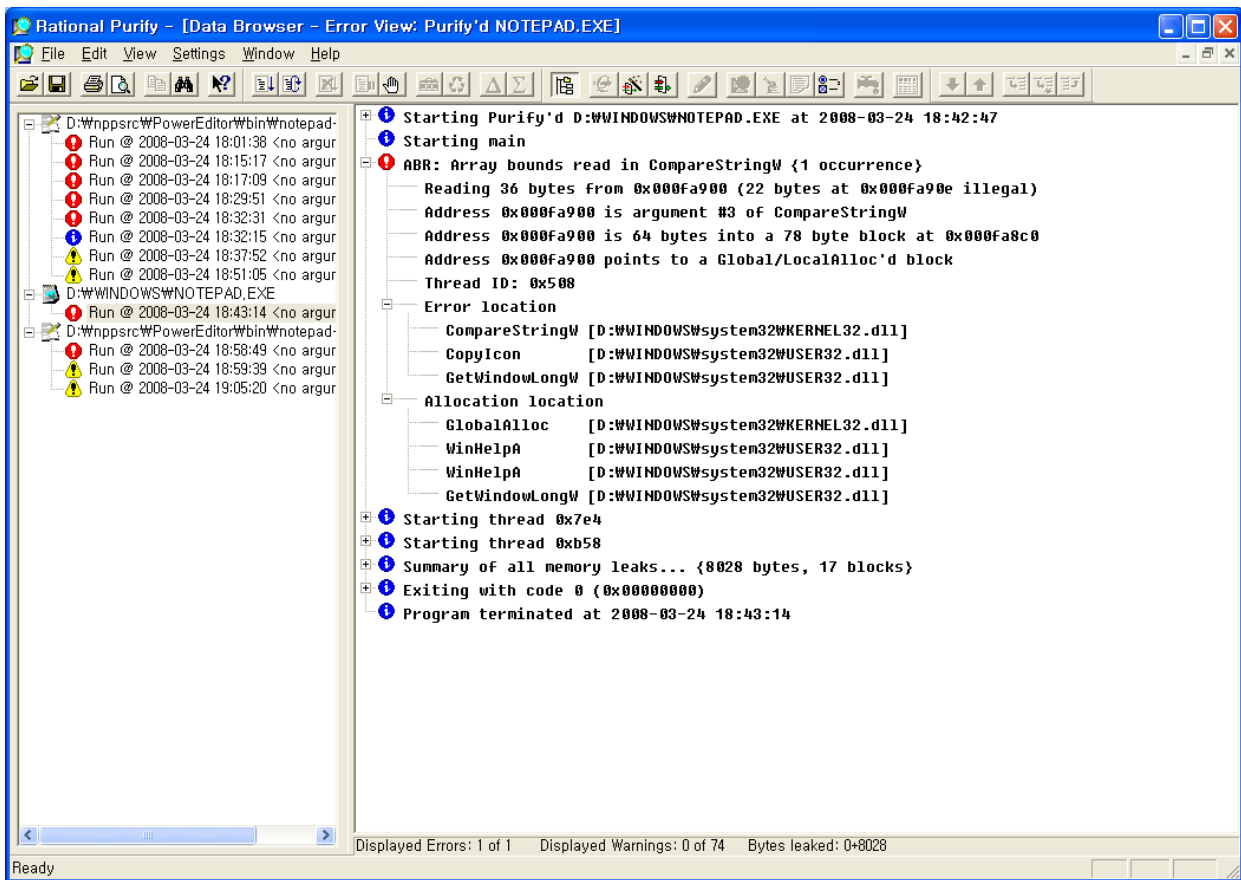 Rational Purify - [Data Browser - Error View: Purify'd NOTEPAD.EXE]
File Edit View Settings Window Help
D:₩nppsrc₩PowerEditor₩bin₩notepad-
Run @ 2008-03-24 18:01:38 <no argur
Run @ 2008-03-24 18:15:17 <no argur
Run @ 2008-03-24 18:17:09 <no argur
Run @ 2008-03-24 18:29:51 <no argur
Run @ 2008-03-24 18:32:31 <no argur
Run @ 2008-03-24 18:32:15 <no argur
Run @ 2008-03-24 18:37:52 <no argur
Run @ 2008-03-24 18:51:05 <no argur
D:₩WINDOWS₩NOTEPAD.EXE
Run @ 2008-03-24 18:43:14 <no argur
D:₩nppsrc₩PowerEditor₩bin₩notepad-
Run @ 2008-03-24 18:58:49 <no argur
Run @ 2008-03-24 18:59:39 <no argur
Run @ 2008-03-24 19:05:20 <no argur
Starting Purify'd D:₩WINDOWS₩NOTEPAD.EXE at 2008-03-24 18:42:47
Starting main
ABR: Array bounds read in CompareStringW {1 occurrence}
Reading 36 bytes from 0x000fa900 (22 bytes at 0x000fa90e illegal)
Address 0x000fa900 is argument #3 of CompareStringW
Address 0x000fa900 is 64 bytes into a 78 byte block at 0x000fa8c0
Address 0x000fa900 points to a Global/LocalAlloc'd block
Thread ID: 0x508
Error location
CompareStringW [D:₩WINDOWS₩system32₩KERNEL32.dll]
CopyIcon [D:₩WINDOWS₩system32₩USER32.dll]
GetWindowLongW [D:₩WINDOWS₩system32₩USER32.dll]
Allocation location
GlobalAlloc [D:₩WINDOWS₩system32₩KERNEL32.dll]
WinHelpA [D:₩WINDOWS₩system32₩USER32.dll]
WinHelpA [D:₩WINDOWS₩system32₩USER32.dll]
GetWindowLongW [D:₩WINDOWS₩system32₩USER32.dll]
Starting thread 0x7e4
Starting thread 0xb58
Summary of all memory leaks... {8028 bytes, 17 blocks}
Exiting with code 0 (0x00000000)
Program terminated at 2008-03-24 18:43:14
Displayed Errors: 1 of 1 Displayed Warnings: 0 of 74 Bytes leaked: 0+8028
Ready